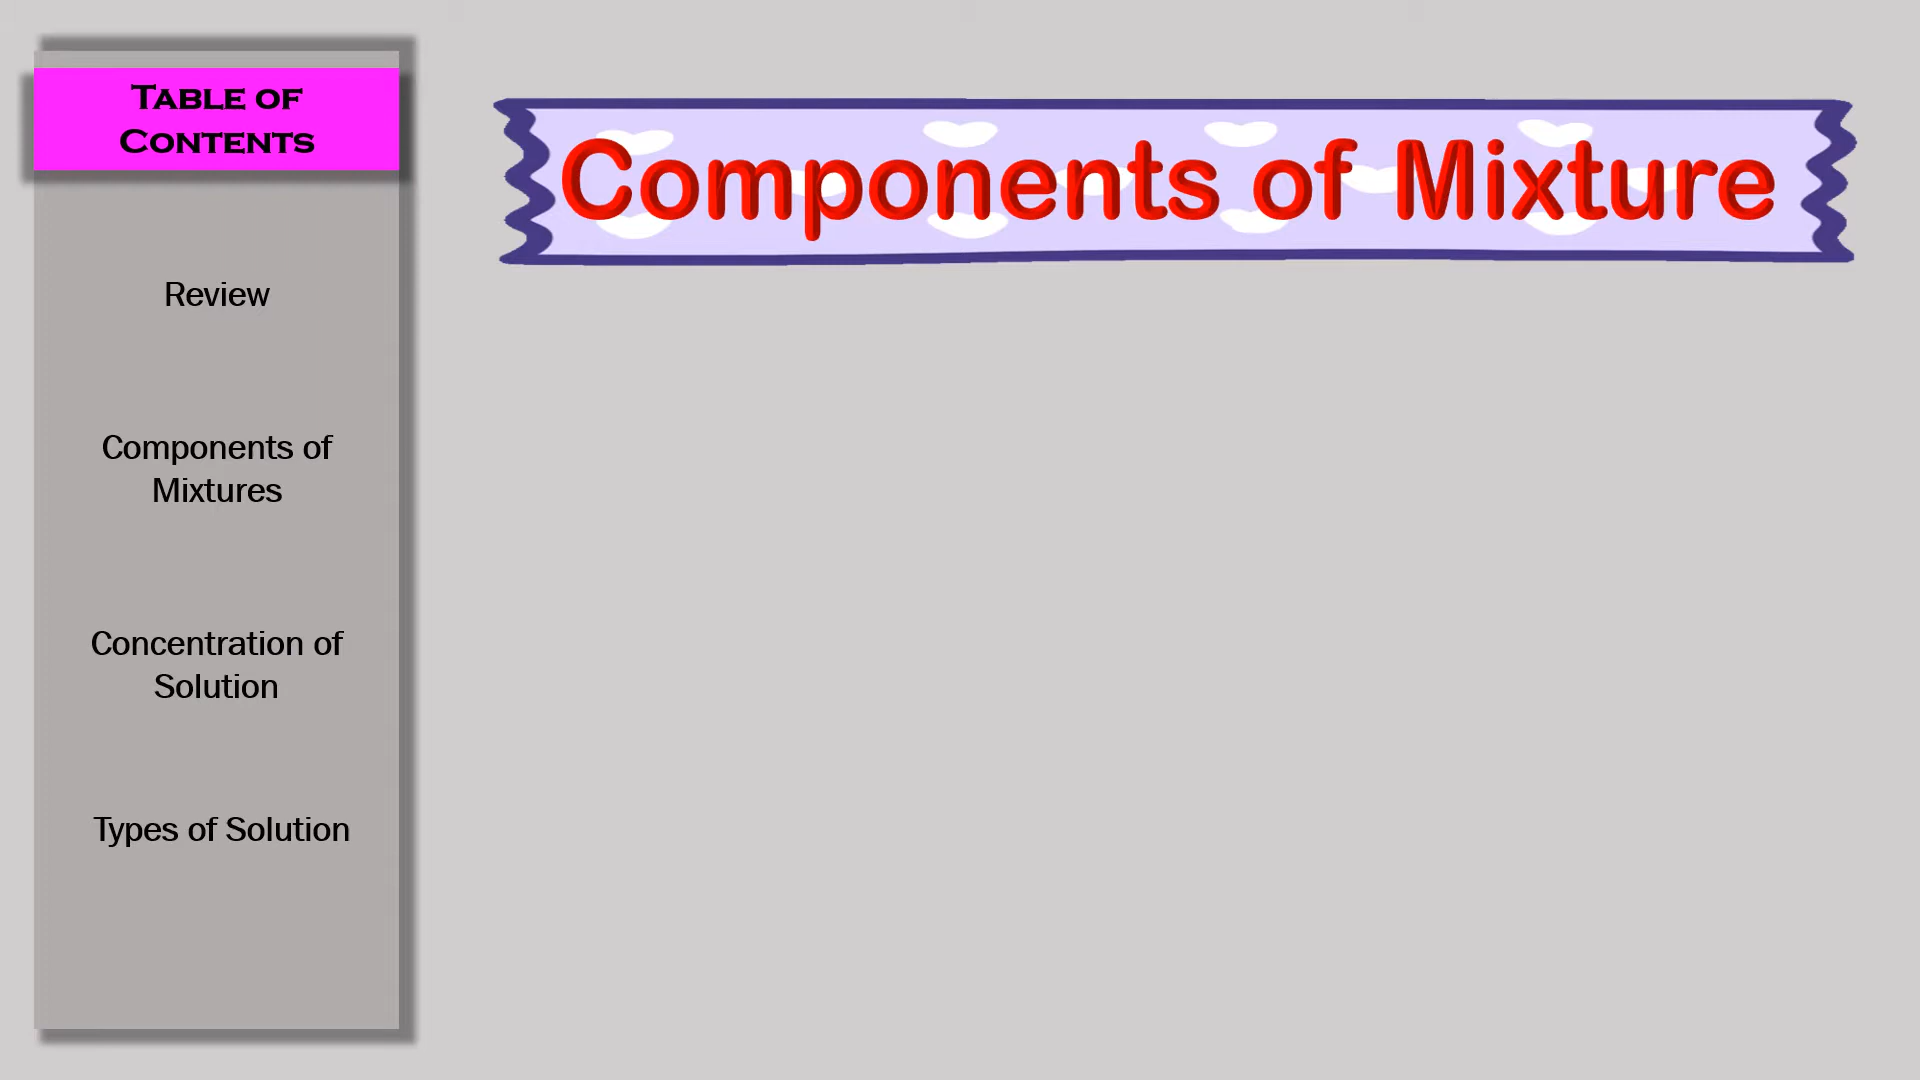 Table of
Contents
Review
Components of
Mixtures
Concentration of
Solution
Types of Solution
Components of Mixture